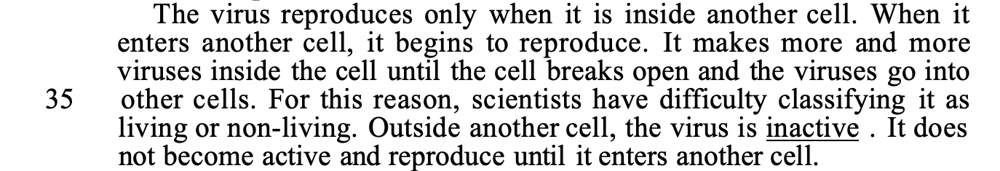 The virus reproduces only when it is inside another cell. When it
enters another cell, it begins to reproduce. It makes more and more
viruses inside the cell until the cell breaks open and the viruses go into
35 other cells. For this reason, scientists have difficulty classifying it as
living or non-living. Outside another cell, the virus is inactive . It does
not become active and reproduce until it enters another cell.